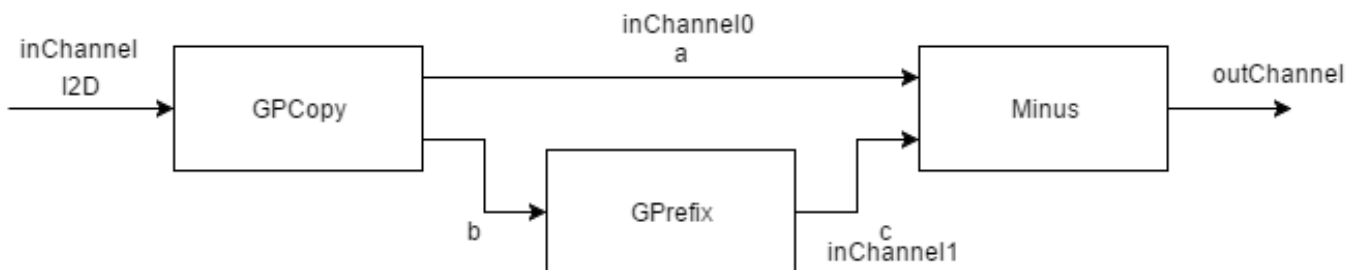 inChannel
I2D
GPCopy
inChannel0
a
Minus
outChannel
b
GPrefix
c
inChannel1